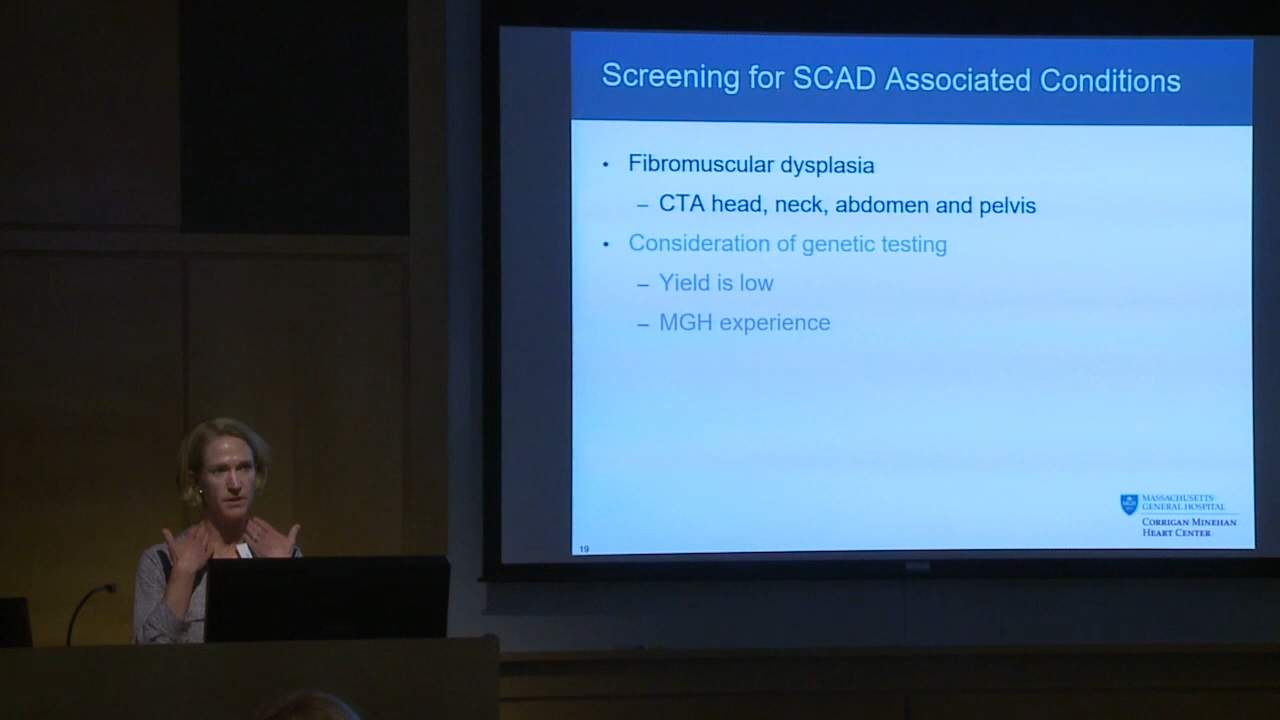 Screening for SCAD Associated Conditions
• Fibromuscular dysplasia
– CTA head, neck, abdomen and pelvis
• Consideration of genetic testing
– Yield is low
– MGH experience
MASSACHUSETTS
GENERAL HOSPITAL
CORRIGAN MINEHAN
HEART CENTER
19